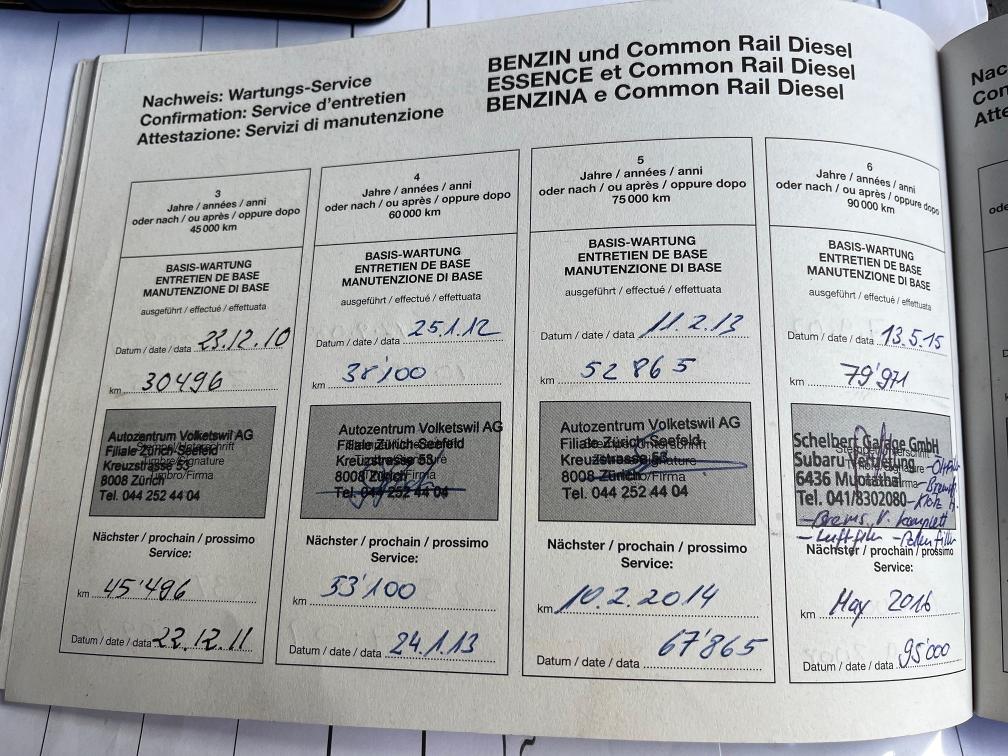 Nachweis: Wartungs-Service
Confirmation: Service d'entretien
Attestazione: Servizi di manutenzione
BENZIN und Common Rail Diesel
ESSENCE et Common Rail Diesel
BENZINA e Common Rail Diesel
3
Jahre / années / anni
oder nach / ou après / oppure dopo
45 000 km
BASIS-WARTUNG
ENTRETIEN DE BASE
MANUTENZIONE DI BASE
ausgeführt / effectué / effettuata
Datum / date / data 23.12.10
km 30496
Autozentrum Volketswil AG
Filiale Zürich-Seefeld
Kreuzstrasse 53
8008 Zürich
Tel. 044 252 44 04
Nächster / prochain / prossimo
Service:
km 45'496
Datum / date / data 22.12.11
4
Jahre / années / anni
oder nach / ou après / oppure dopo
60 000 km
BASIS-WARTUNG
ENTRETIEN DE BASE
MANUTENZIONE DI BASE
ausgeführt / effectué / effettuata
Datum / date / data 25.1.12
km 38'100
Autozentrum Volketswil AG
Filiale Zürich-Seefeld
Kreuzstrasse 53
8008 Zürich
Tel. 044 252 44 04
Nächster / prochain / prossimo
Service:
km 53'100
Datum / date / data 24.1.13
5
Jahre / années / anni
oder nach / ou après / oppure dopo
75 000 km
BASIS-WARTUNG
ENTRETIEN DE BASE
MANUTENZIONE DI BASE
ausgeführt / effectué / effettuata
Datum / date / data 11.2.13
km 52 865
Autozentrum Volketswil AG
Filiale Zürich-Seefeld
Kreuzstrasse 53
8008 Zürich
Tel. 044 252 44 04
Nächster / prochain / prossimo
Service:
km 10.2.2014
Datum / date / data 67'865
6
Jahre / années / anni
oder nach / ou après / oppure dopo
90 000 km
BASIS-WARTUNG
ENTRETIEN DE BASE
MANUTENZIONE DI BASE
ausgeführt / effectué / effettuata
Datum / date / data 13.5.15
km 79'971
Schelbert Garage GmbH
Subaru Vertretung
6436 Muotathal
Tel. 041/8302080
- Brems. V. komplett
- Luftfilter - Pollenfilter
Nächster / prochain / prossimo
Service:
km May 2016
Datum / date / data 95'000